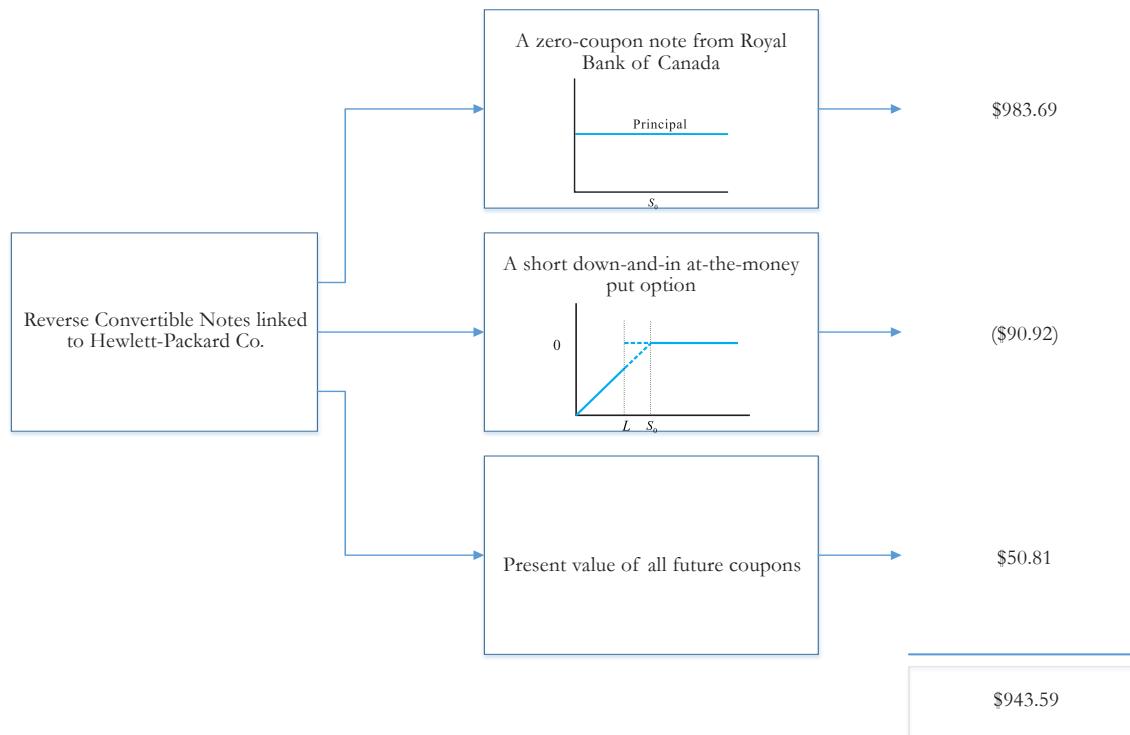 A zero-coupon note from Royal
Bank of Canada
Principal
S₀
$983.69
Reverse Convertible Notes linked
to Hewlett-Packard Co.
A short down-and-in at-the-money
put option
0
L S₀
($90.92)
Present value of all future coupons
$50.81
$943.59